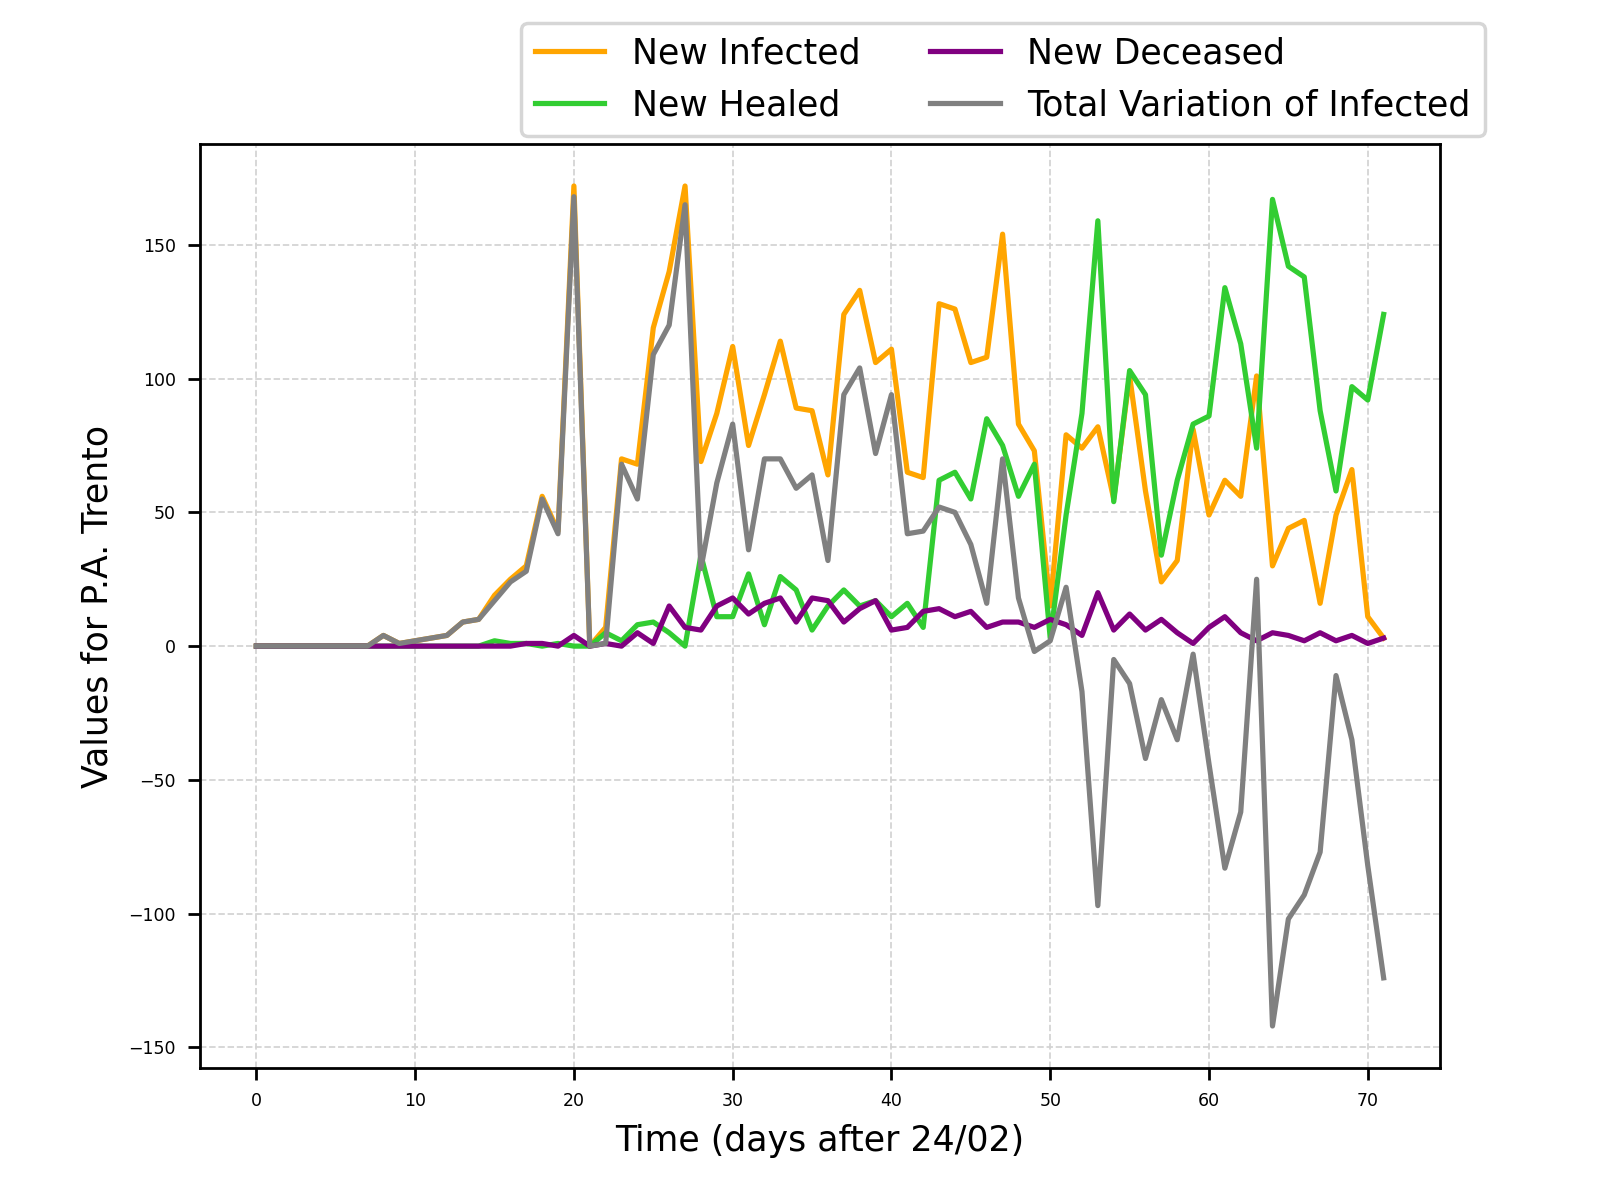 New Infected
New Healed
New Deceased
Total Variation of Infected
Values for P.A. Trento
150
100
50
0
−50
−100
−150
0 10 20 30 40 50 60 70
Time (days after 24/02)